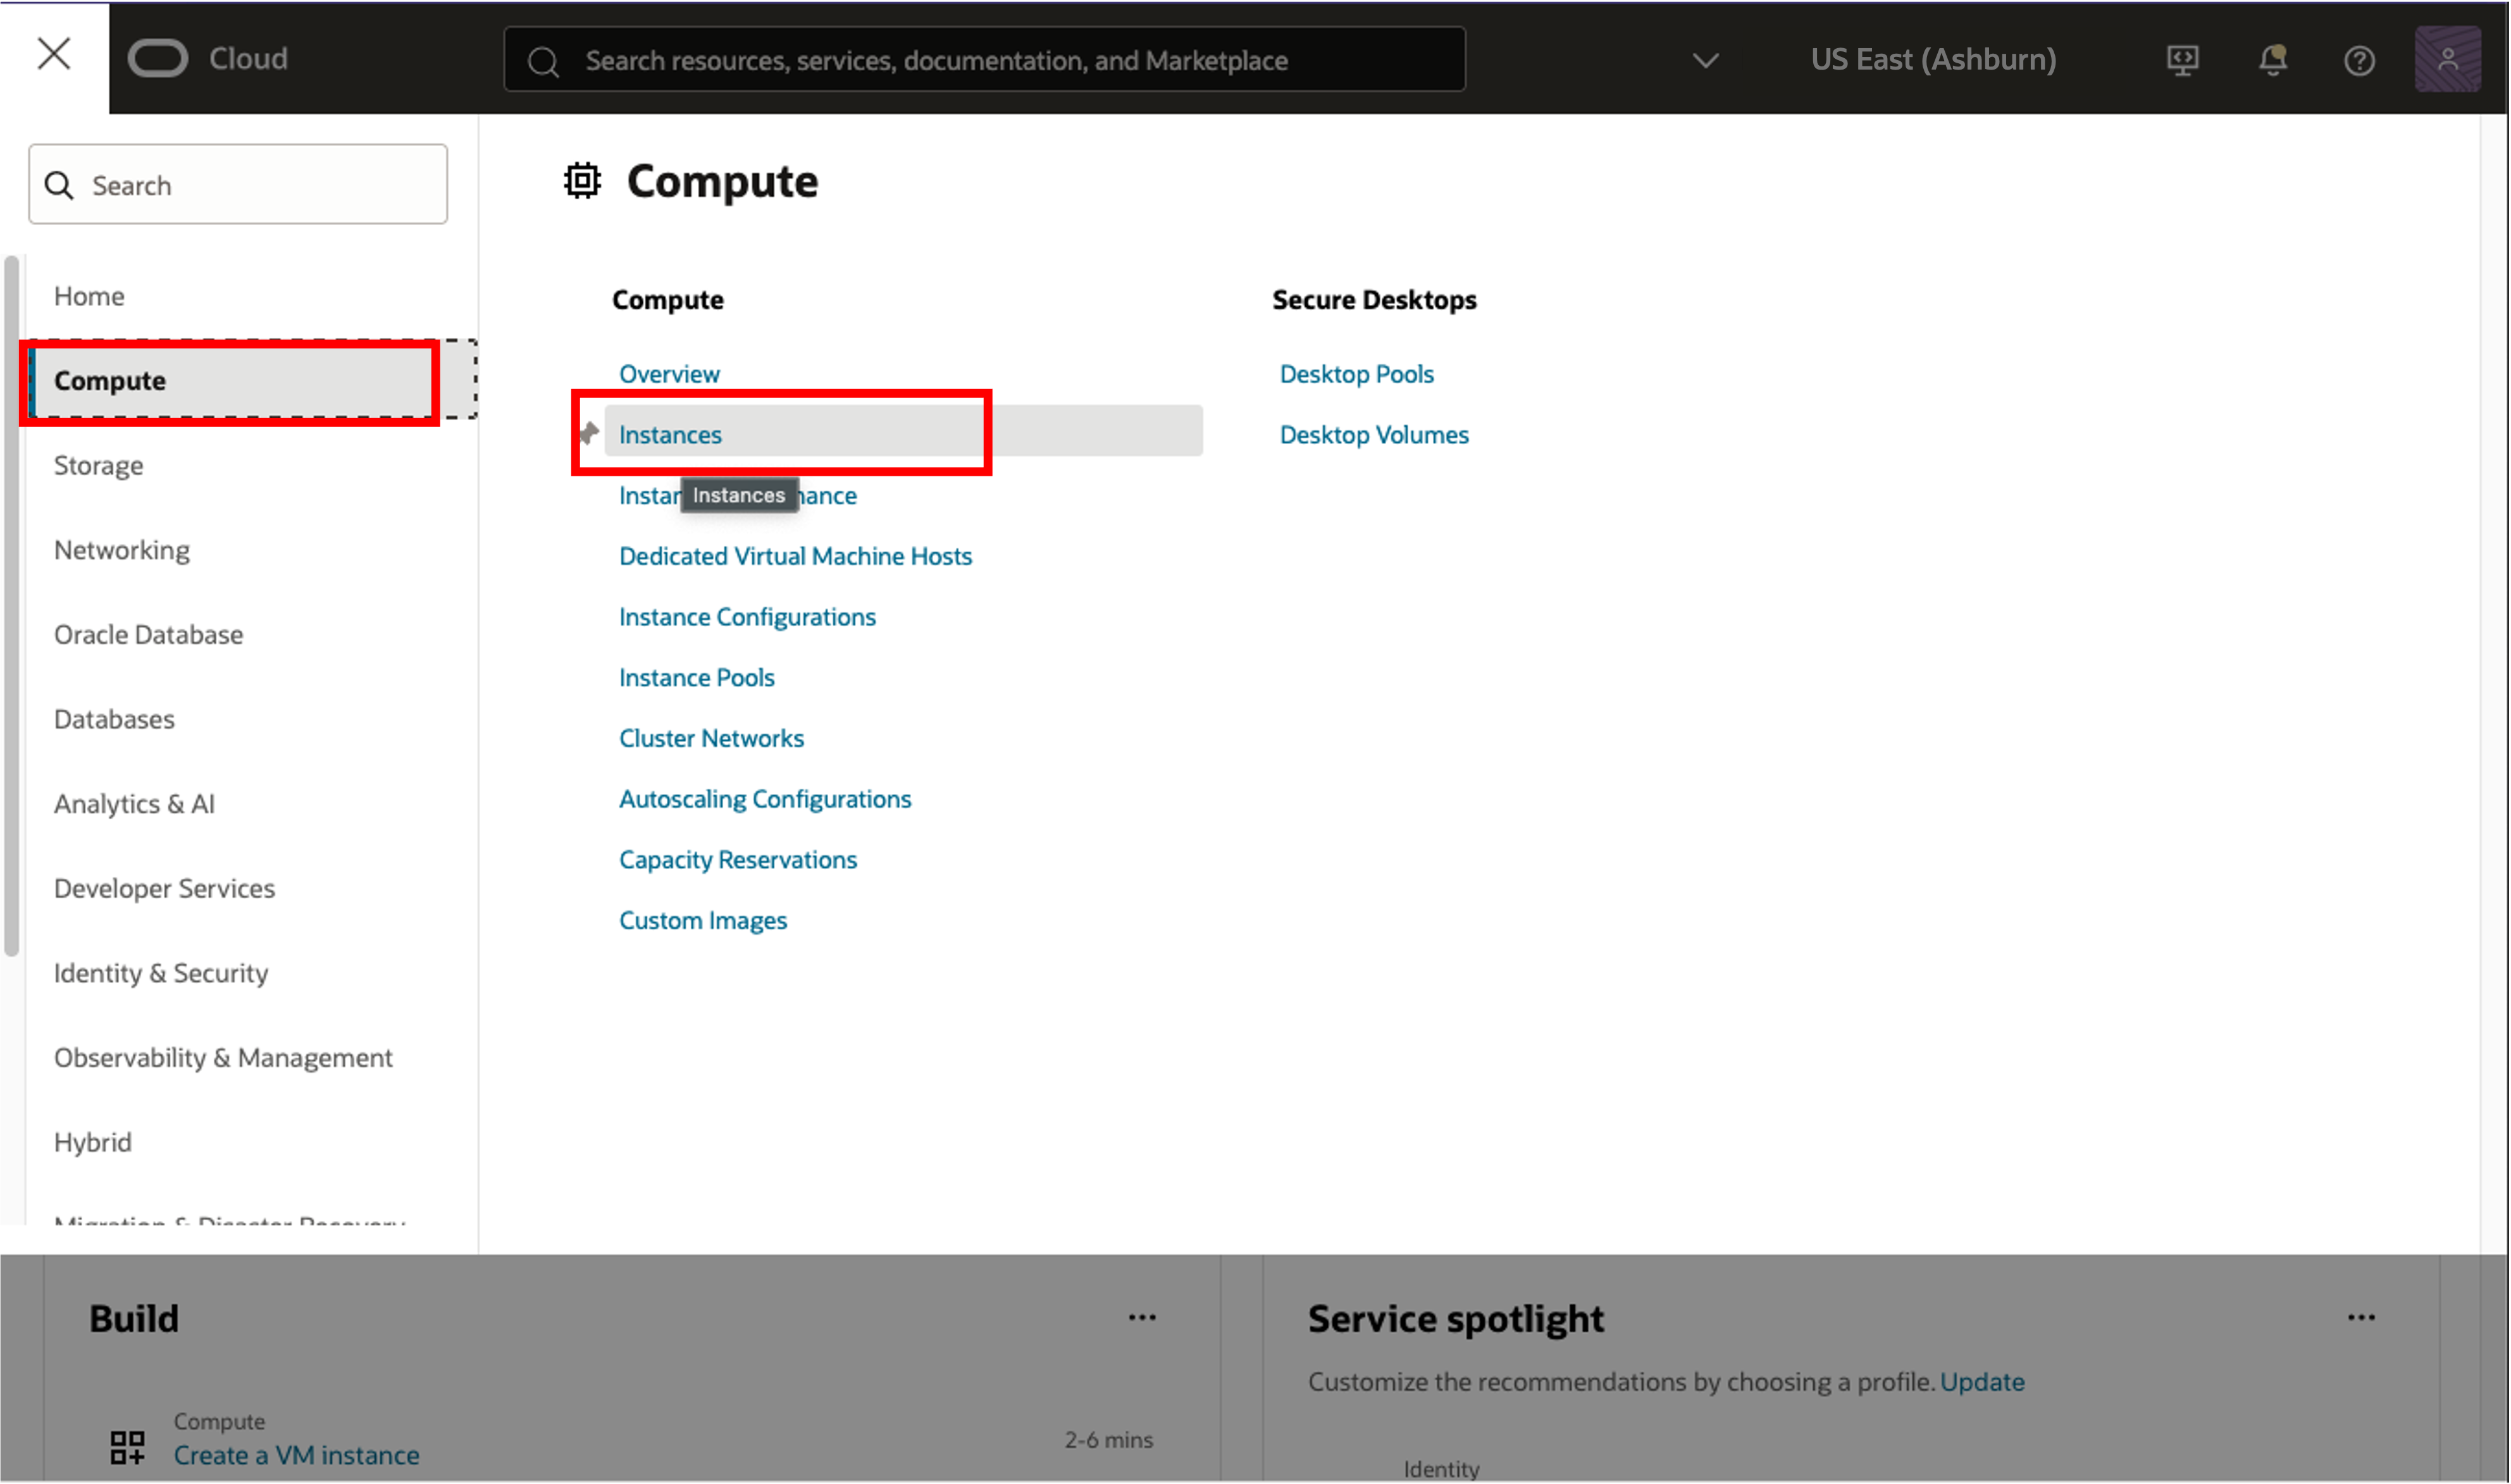 Cloud
Search resources, services, documentation, and Marketplace
US East (Ashburn)
Search
Home
Compute
Storage
Networking
Oracle Database
Databases
Analytics & AI
Developer Services
Identity & Security
Observability & Management
Hybrid
Migration & Disaster Recovery
Compute
Compute
Overview
Instances
Instances
Dedicated Virtual Machine Hosts
Instance Configurations
Instance Pools
Cluster Networks
Autoscaling Configurations
Capacity Reservations
Custom Images
Secure Desktops
Desktop Pools
Desktop Volumes
Build
Compute
Create a VM instance
2-6 mins
Service spotlight
Customize the recommendations by choosing a profile. Update
Identity